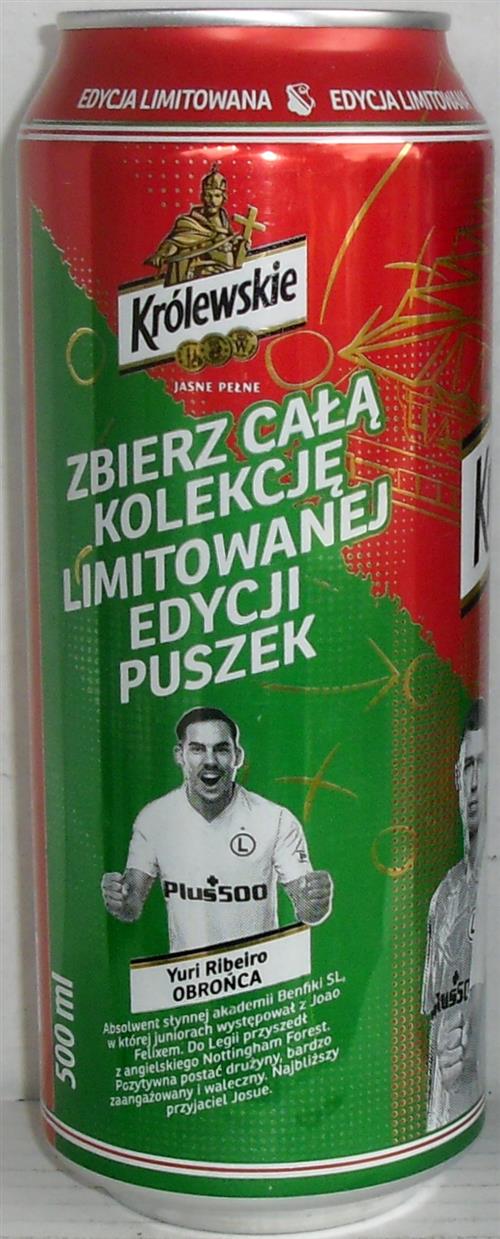 EDYCJA LIMITOWANA EDYCJA LIMITOWANA
Królewskie
JASNE PEŁNE
ZBIERZ CAŁĄ
KOLEKCJĘ
LIMITOWANEJ
EDYCJI
PUSZEK
L
Plus500
Yuri Ribeiro
OBROŃCA
Absolwent słynnej akademii Benfiki SL,
w której juniorach występował z Joao
Felixem. Do Legii przyszedł
z angielskiego Nottingham Forest.
Pozytywna postać drużyny, bardzo
zaangażowany i waleczny. Najbliższy
przyjaciel Josue.
500 ml